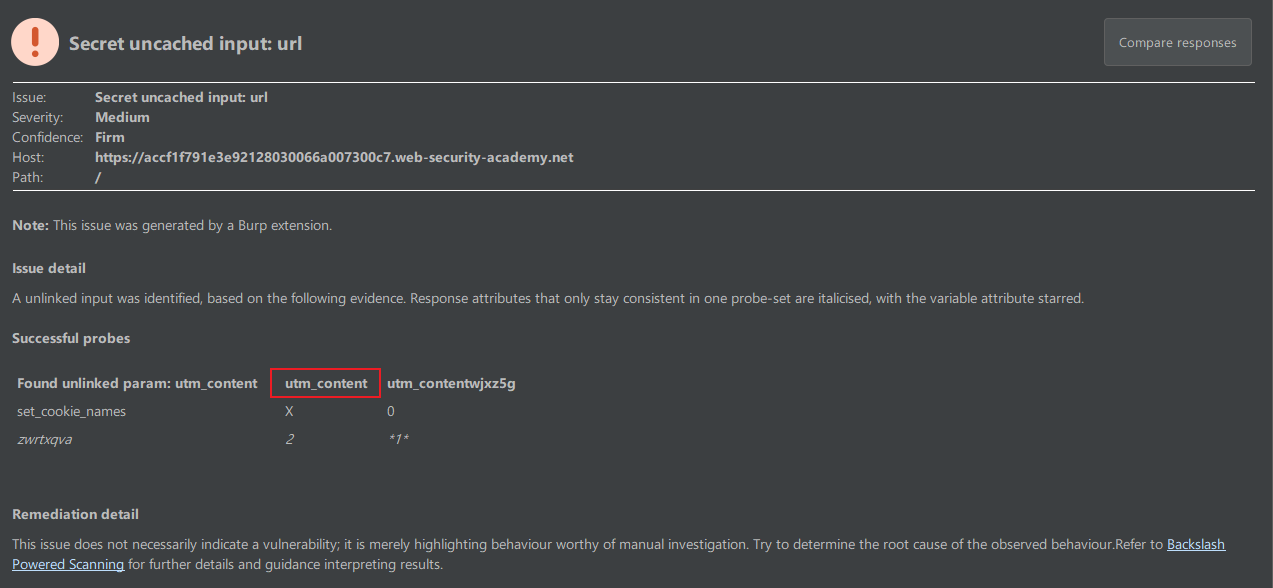 Secret uncached input: url
Compare responses
Issue: Secret uncached input: url
Severity: Medium
Confidence: Firm
Host: https://accf1f791e3e92128030066a007300c7.web-security-academy.net
Path: /
Note: This issue was generated by a Burp extension.
Issue detail
A unlinked input was identified, based on the following evidence. Response attributes that only stay consistent in one probe-set are italicised, with the variable attribute starred.
Successful probes
Found unlinked param: utm_content utm_content utm_contentwjxz5g
set_cookie_names X 0
zwrtxqva 2 *1*
Remediation detail
This issue does not necessarily indicate a vulnerability; it is merely highlighting behaviour worthy of manual investigation. Try to determine the root cause of the observed behaviour.Refer to Backslash
Powered Scanning for further details and guidance interpreting results.